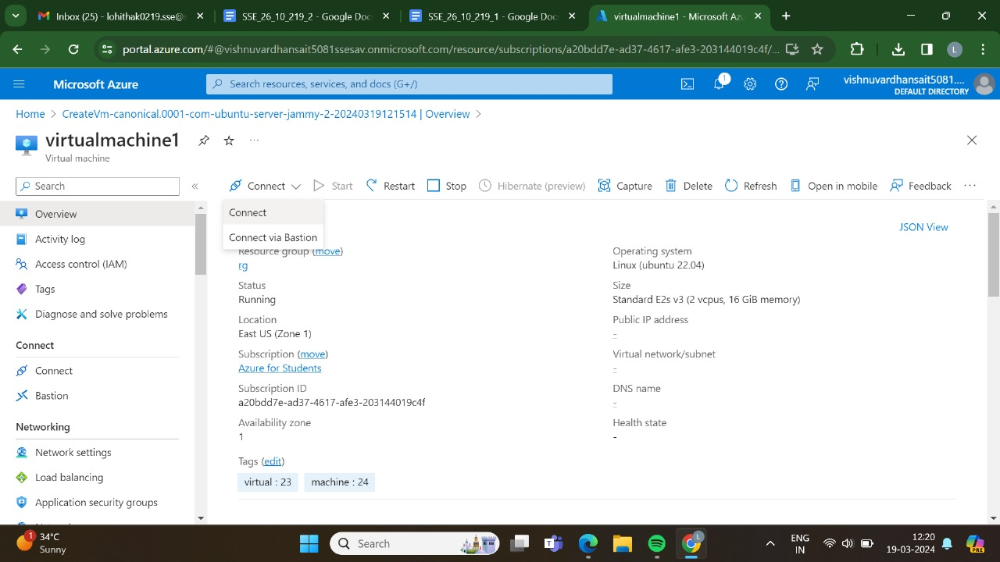 Inbox (25) - lohithak0219.sse@s
SSE_26_10_219_2 - Google Doc
SSE_26_10_219_1 - Google Doc
virtualmachine1 - Microsoft Azu
portal.azure.com/#@vishnuvardhansait5081ssesav.onmicrosoft.com/resource/subscriptions/a20bdd7e-ad37-4617-afe3-203144019c4f/...
L
Microsoft Azure
Search resources, services, and docs (G+/)
1
vishnuvardhansait5081....
DEFAULT DIRECTORY
Home > CreateVm-canonical.0001-com-ubuntu-server-jammy-2-20240319121514 | Overview >
virtualmachine1
Virtual machine
Search
Connect
Start
Restart
Stop
Hibernate (preview)
Capture
Delete
Refresh
Open in mobile
Feedback
Overview
Activity log
Access control (IAM)
Tags
Diagnose and solve problems
Connect
Connect
Bastion
Networking
Network settings
Load balancing
Application security groups
Connect
Connect via Bastion
JSON View
Resource group (move)
rg
Status
Running
Location
East US (Zone 1)
Subscription (move)
Azure for Students
Subscription ID
a20bdd7e-ad37-4617-afe3-203144019c4f
Availability zone
1
Operating system
Linux (ubuntu 22.04)
Size
Standard E2s v3 (2 vcpus, 16 GiB memory)
Public IP address
-
Virtual network/subnet
-
DNS name
-
Health state
-
Tags (edit)
virtual : 23
machine : 24
1
34°C
Sunny
Search
L
ENG
IN
12:20
19-03-2024
PRE